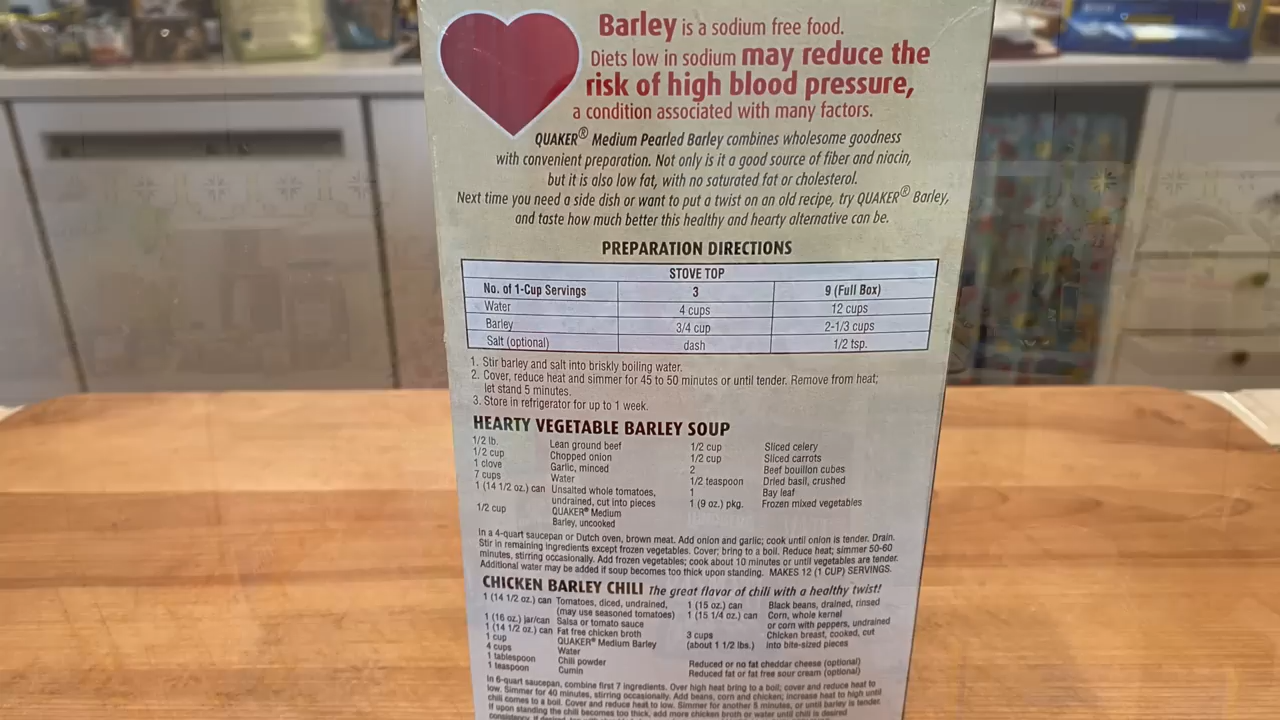 Barley is a sodium free food.
Diets low in sodium may reduce the
risk of high blood pressure,
a condition associated with many factors.
QUAKER® Medium Pearled Barley combines wholesome goodness
with convenient preparation. Not only is it a good source of fiber and niacin,
but it is also low fat, with no saturated fat or cholesterol.
Next time you need a side dish or want to put a twist on an old recipe, try QUAKER® Barley,
and taste how much better this healthy and hearty alternative can be.
PREPARATION DIRECTIONS
STOVE TOP
No. of 1-Cup Servings 3 9 (Full Box)
Water 4 cups 12 cups
Barley 3/4 cup 2-1/3 cups
Salt (optional) dash 1/2 tsp.
1. Stir barley and salt into briskly boiling water.
2. Cover, reduce heat and simmer for 45 to 50 minutes or until tender. Remove from heat;
let stand 5 minutes.
3. Store in refrigerator for up to 1 week.
HEARTY VEGETABLE BARLEY SOUP
1/2 lb. Lean ground beef
1/2 cup Chopped onion
1 clove Garlic, minced
7 cups Water
1 (14 1/2 oz.) can Unsalted whole tomatoes,
undrained, cut into pieces
1/2 cup QUAKER® Medium
Barley, uncooked
1/2 cup Sliced celery
1/2 cup Sliced carrots
2 Beef bouillon cubes
1/2 teaspoon Dried basil, crushed
1 Bay leaf
1 (9 oz.) pkg. Frozen mixed vegetables
In a 4-quart saucepan or Dutch oven, brown meat. Add onion and garlic; cook until onion is tender. Drain.
Stir in remaining ingredients except frozen vegetables. Cover; bring to a boil. Reduce heat; simmer 50-60
minutes, stirring occasionally. Add frozen vegetables; cook about 10 minutes or until vegetables are tender.
Additional water may be added if soup becomes too thick upon standing. MAKES 12 (1 CUP) SERVINGS.
CHICKEN BARLEY CHILI The great flavor of chili with a healthy twist!
1 (14 1/2 oz.) can Tomatoes, diced, undrained,
(may use seasoned tomatoes)
1 (16 oz.) jar/can Salsa or tomato sauce
1 (14 1/2 oz.) can Fat free chicken broth
1 cup QUAKER® Medium Barley
4 cups Water
1 tablespoon Chili powder
1 teaspoon Cumin
1 (15 oz.) can Black beans, drained, rinsed
1 (15 1/4 oz.) can Corn, whole kernel
or corn with peppers, undrained
3 cups Chicken breast, cooked, cut
(about 1 1/2 lbs.) into bite-sized pieces
Reduced or no fat cheddar cheese (optional)
Reduced fat or fat free sour cream (optional)
In 6-quart saucepan, combine first 7 ingredients. Over high heat bring to a boil; cover and reduce heat to
low. Simmer for 40 minutes, stirring occasionally. Add beans, corn and chicken; increase heat to high until
chili comes to a boil. Cover and reduce heat to low. Simmer for another 5 minutes, or until barley is tender.
If upon standing the chili becomes too thick, add more chicken broth or water until chili is desired